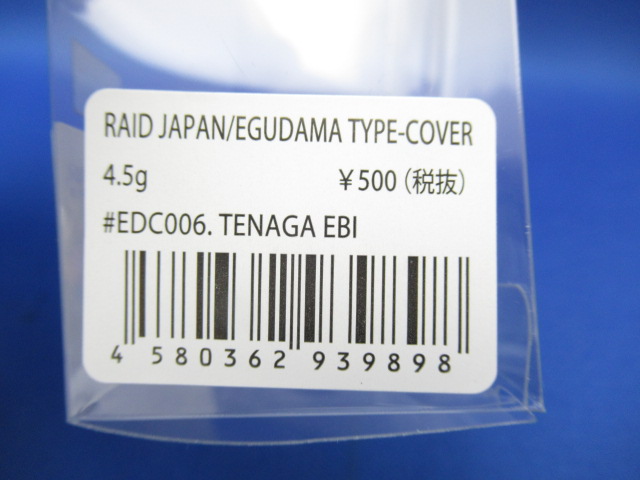 RAID JAPAN/EGUDAMA TYPE-COVER
4.5g ￥500（税抜）
#EDC006. TENAGA EBI
4 580362 939898